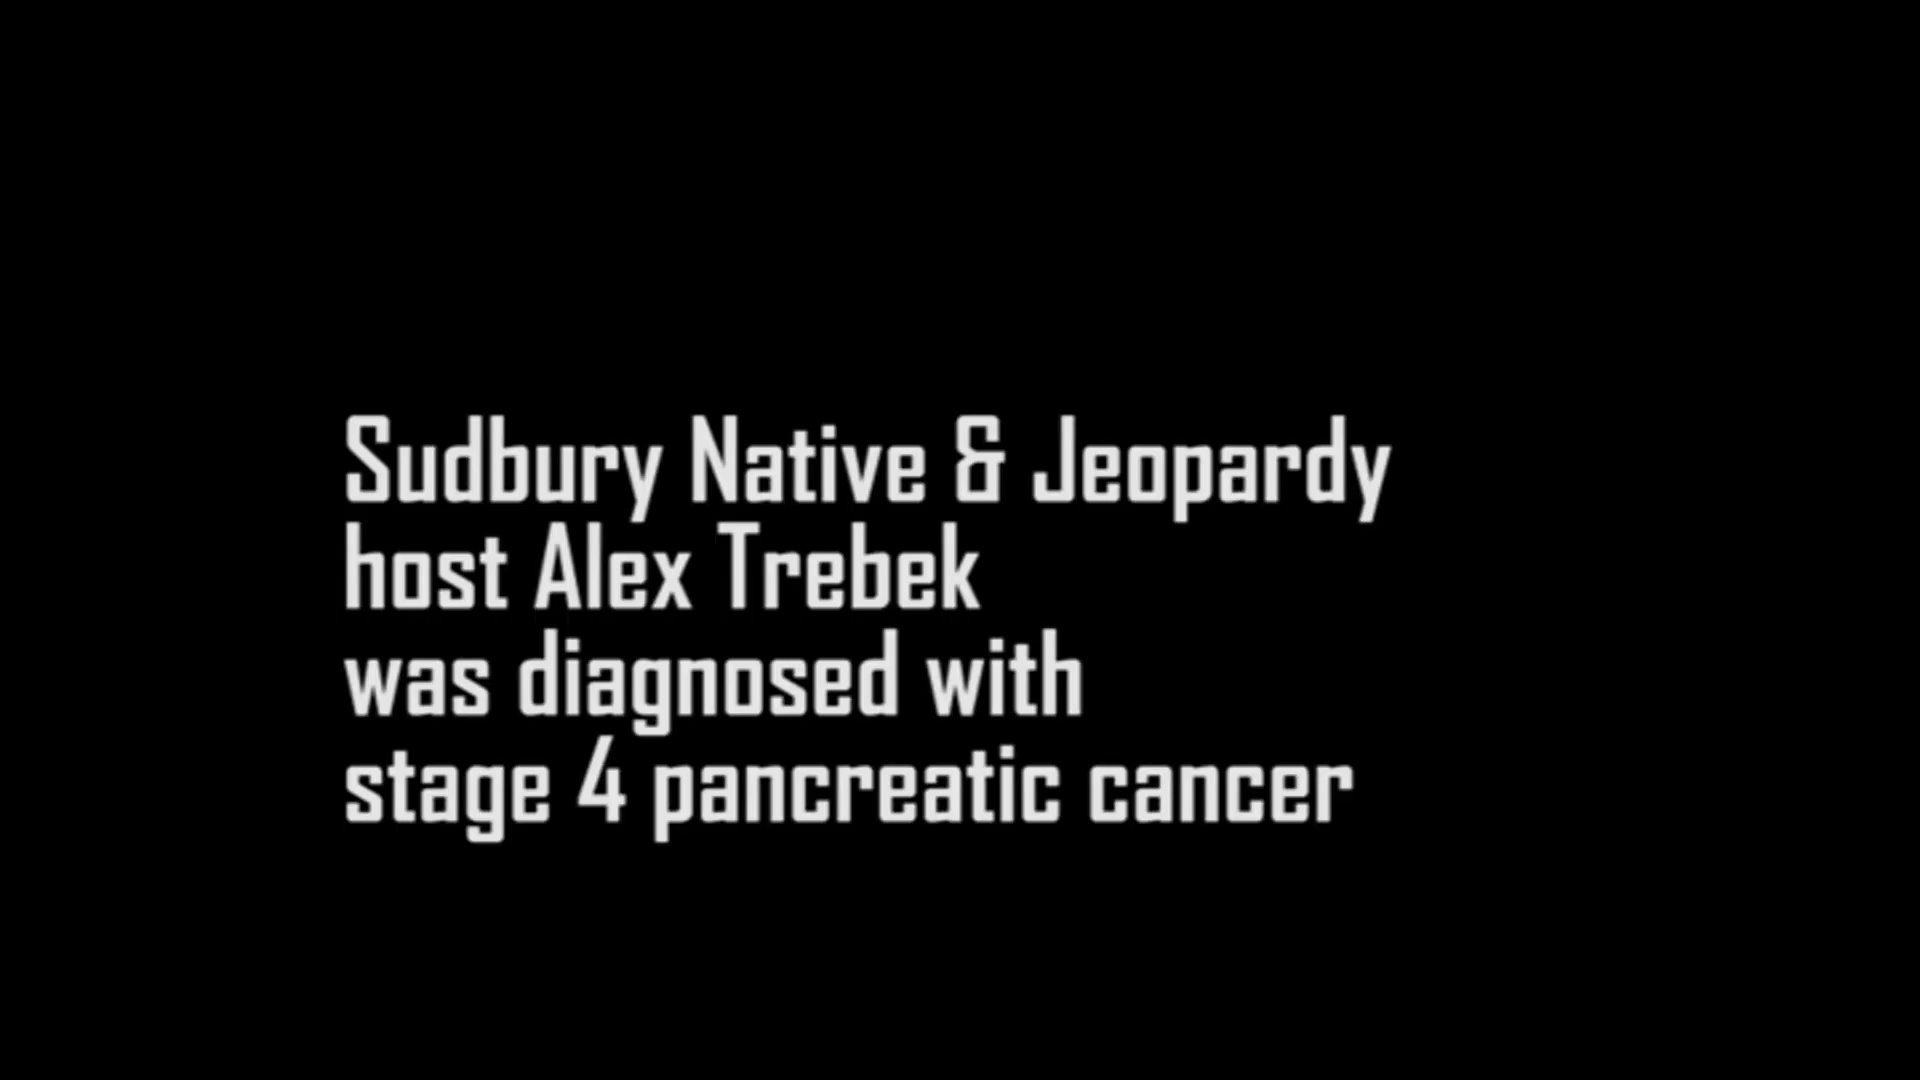 Sudbury Native & Jeopardy
host Alex Trebek
was diagnosed with
stage 4 pancreatic cancer